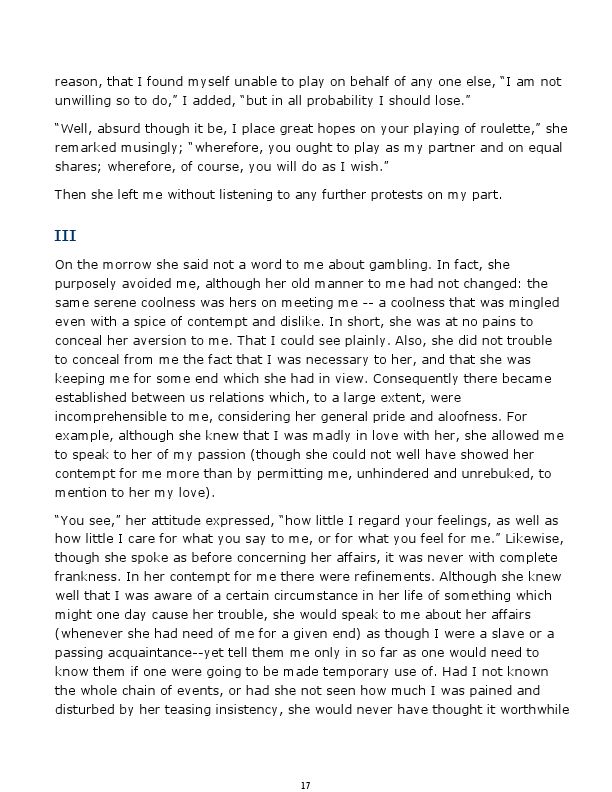 reason, that I found myself unable to play on behalf of any one else, “I am not
unwilling so to do,” I added, “but in all probability I should lose.”
“Well, absurd though it be, I place great hopes on your playing of roulette,” she
remarked musingly; “wherefore, you ought to play as my partner and on equal
shares; wherefore, of course, you will do as I wish.”
Then she left me without listening to any further protests on my part.
III
On the morrow she said not a word to me about gambling. In fact, she
purposely avoided me, although her old manner to me had not changed: the
same serene coolness was hers on meeting me -- a coolness that was mingled
even with a spice of contempt and dislike. In short, she was at no pains to
conceal her aversion to me. That I could see plainly. Also, she did not trouble
to conceal from me the fact that I was necessary to her, and that she was
keeping me for some end which she had in view. Consequently there became
established between us relations which, to a large extent, were
incomprehensible to me, considering her general pride and aloofness. For
example, although she knew that I was madly in love with her, she allowed me
to speak to her of my passion (though she could not well have showed her
contempt for me more than by permitting me, unhindered and unrebuked, to
mention to her my love).
“You see,” her attitude expressed, “how little I regard your feelings, as well as
how little I care for what you say to me, or for what you feel for me.” Likewise,
though she spoke as before concerning her affairs, it was never with complete
frankness. In her contempt for me there were refinements. Although she knew
well that I was aware of a certain circumstance in her life of something which
might one day cause her trouble, she would speak to me about her affairs
(whenever she had need of me for a given end) as though I were a slave or a
passing acquaintance--yet tell them me only in so far as one would need to
know them if one were going to be made temporary use of. Had I not known
the whole chain of events, or had she not seen how much I was pained and
disturbed by her teasing insistency, she would never have thought it worthwhile
17